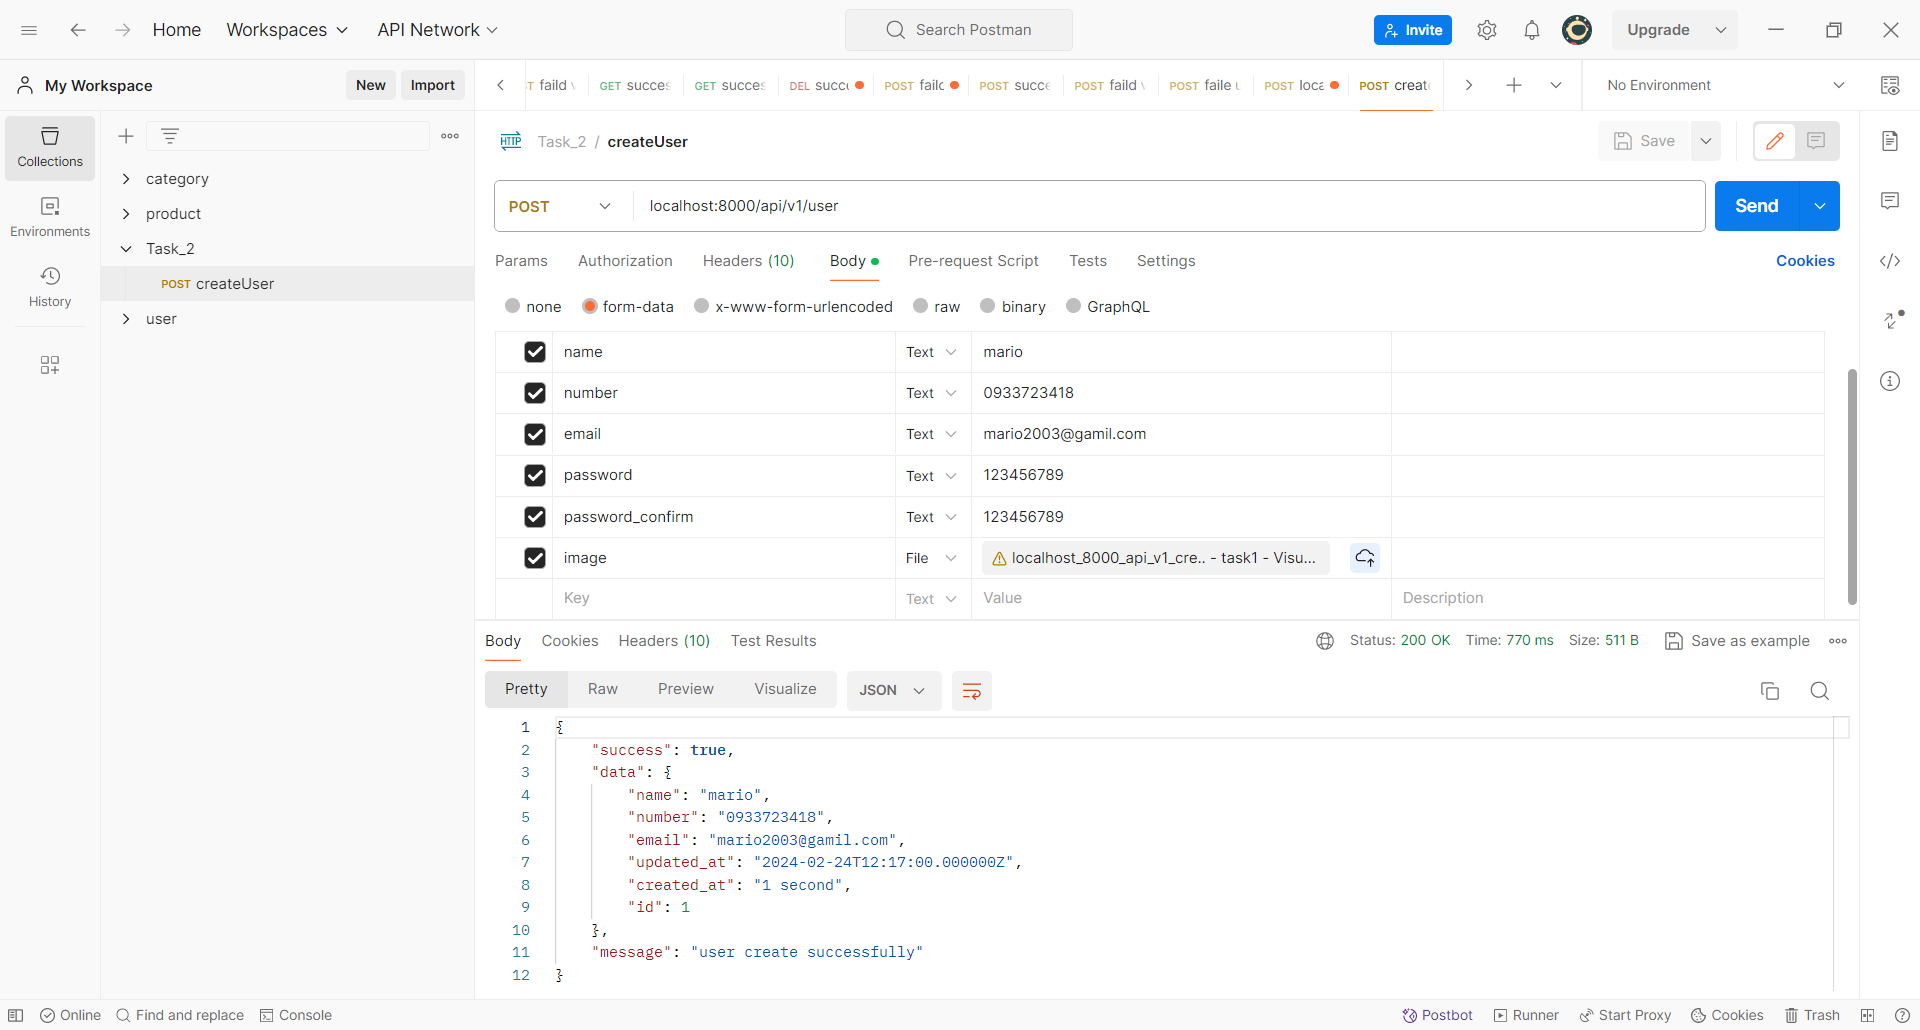 Home Workspaces API Network Search Postman Invite Upgrade
My Workspace New Import
faild GET succes GET succes DEL succ POST faild POST succe POST faild POST faile POST loca POST creat No Environment
Collections
Environments
History
category
product
Task_2
POST createUser
user
HTTP Task_2 / createUser Save
POST localhost:8000/api/v1/user Send
Params Authorization Headers (10) Body Pre-request Script Tests Settings Cookies
none form-data x-www-form-urlencoded raw binary GraphQL
name Text mario
number Text 0933723418
email Text mario2003@gamil.com
password Text 123456789
password_confirm Text 123456789
image File localhost_8000_api_v1_cre.. - task1 - Visu...
Key Text Value Description
Body Cookies Headers (10) Test Results Status: 200 OK Time: 770 ms Size: 511 B Save as example
Pretty Raw Preview Visualize JSON
1 {
2 "success": true,
3 "data": {
4 "name": "mario",
5 "number": "0933723418",
6 "email": "mario2003@gamil.com",
7 "updated_at": "2024-02-24T12:17:00.000000Z",
8 "created_at": "1 second",
9 "id": 1
10 },
11 "message": "user create successfully"
12 }
Online Find and replace Console Postbot Runner Start Proxy Cookies Trash